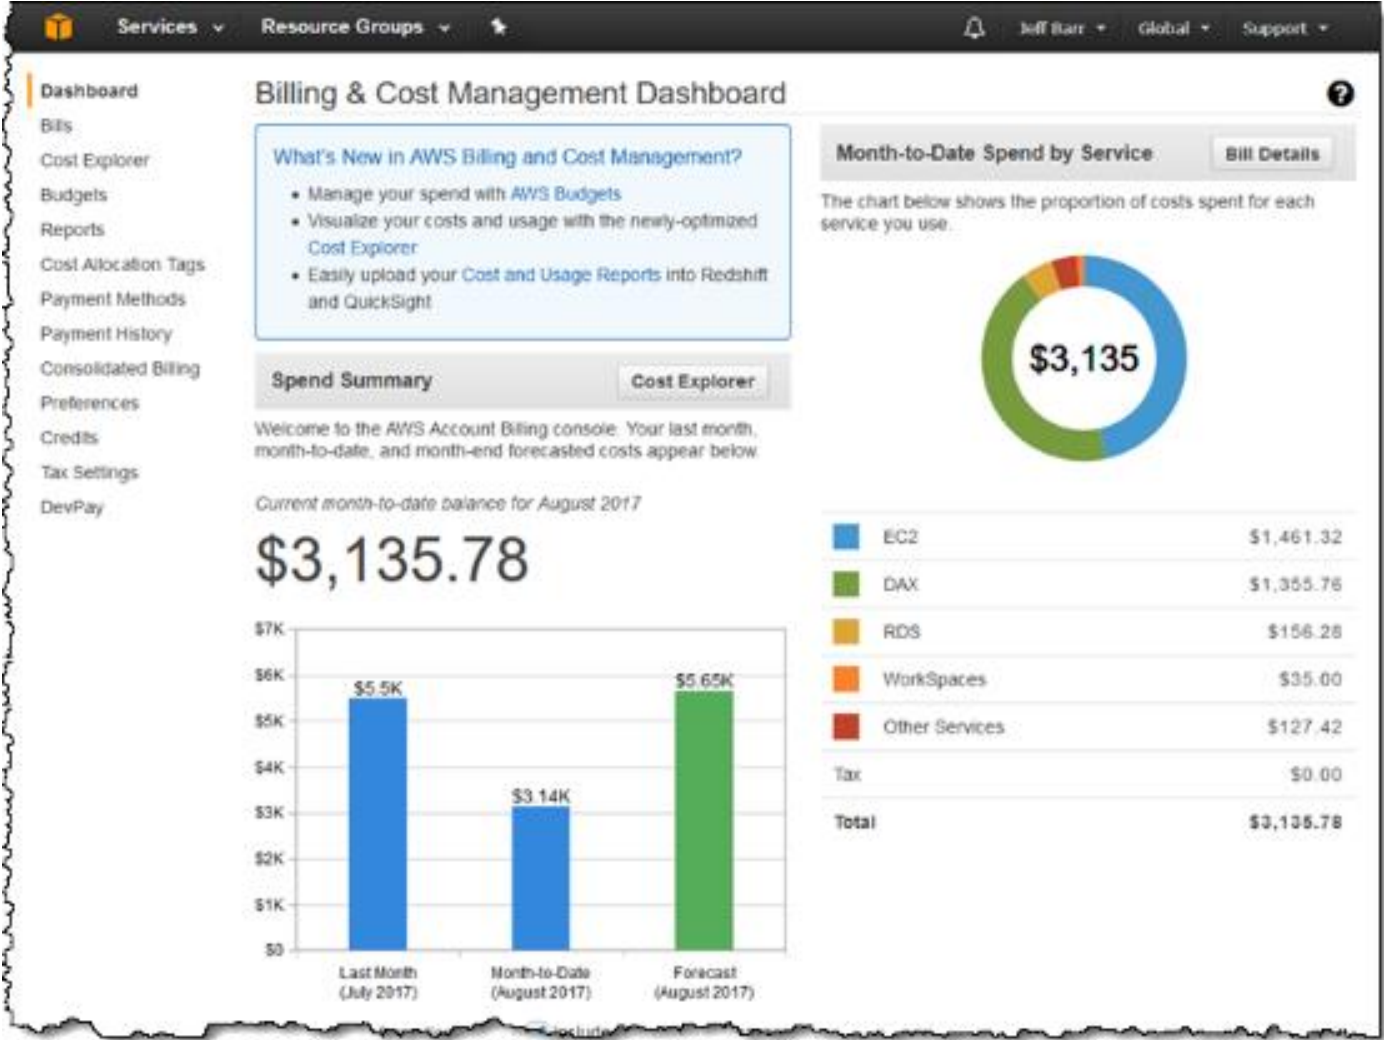 Services Resource Groups Jeff Barr Global Support
Dashboard
Bills
Cost Explorer
Budgets
Reports
Cost Allocation Tags
Payment Methods
Payment History
Consolidated Billing
Preferences
Credits
Tax Settings
DevPay
Billing & Cost Management Dashboard
?
What's New in AWS Billing and Cost Management?
• Manage your spend with AWS Budgets
• Visualize your costs and usage with the newly-optimized
Cost Explorer
• Easily upload your Cost and Usage Reports into Redshift
and QuickSight
Spend Summary
Cost Explorer
Welcome to the AWS Account Billing console. Your last month,
month-to-date, and month-end forecasted costs appear below.
Current month-to-date balance for August 2017
$3,135.78
$7K
$6K
$5K
$4K
$3K
$2K
$1K
$0
$5.5K
$3.14K
$5.65K
Last Month
(July 2017)
Month-to-Date
(August 2017)
Forecast
(August 2017)
Include
Month-to-Date Spend by Service
Bill Details
The chart below shows the proportion of costs spent for each
service you use.
$3,135
EC2 $1,461.32
DAX $1,355.76
RDS $156.28
WorkSpaces $35.00
Other Services $127.42
Tax $0.00
Total $3,135.78